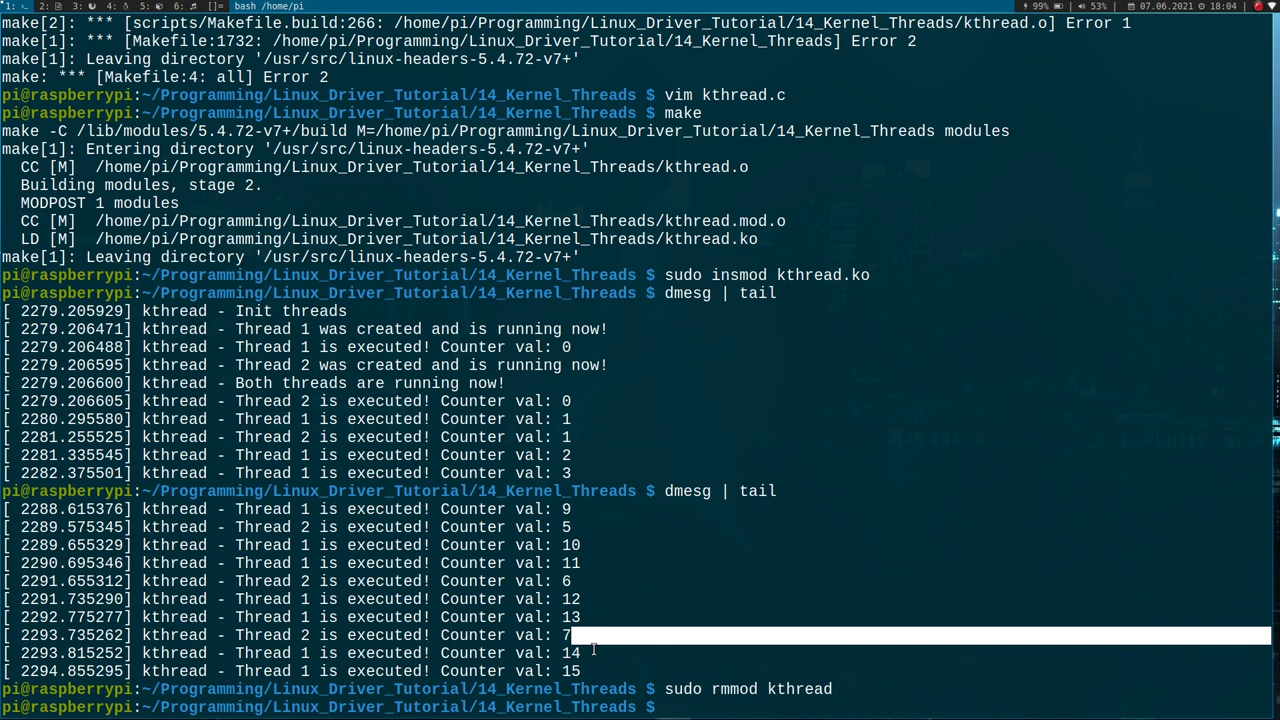 1: 2: 3: 4: 5: 6: []= bash /home/pi 99% 53% 07.06.2021 18:04
make[2]: *** [scripts/Makefile.build:266: /home/pi/Programming/Linux_Driver_Tutorial/14_Kernel_Threads/kthread.o] Error 1
make[1]: *** [Makefile:1732: /home/pi/Programming/Linux_Driver_Tutorial/14_Kernel_Threads] Error 2
make[1]: Leaving directory '/usr/src/linux-headers-5.4.72-v7+'
make: *** [Makefile:4: all] Error 2
pi@raspberrypi:~/Programming/Linux_Driver_Tutorial/14_Kernel_Threads $ vim kthread.c
pi@raspberrypi:~/Programming/Linux_Driver_Tutorial/14_Kernel_Threads $ make
make -C /lib/modules/5.4.72-v7+/build M=/home/pi/Programming/Linux_Driver_Tutorial/14_Kernel_Threads modules
make[1]: Entering directory '/usr/src/linux-headers-5.4.72-v7+'
CC [M] /home/pi/Programming/Linux_Driver_Tutorial/14_Kernel_Threads/kthread.o
Building modules, stage 2.
MODPOST 1 modules
CC [M] /home/pi/Programming/Linux_Driver_Tutorial/14_Kernel_Threads/kthread.mod.o
LD [M] /home/pi/Programming/Linux_Driver_Tutorial/14_Kernel_Threads/kthread.ko
make[1]: Leaving directory '/usr/src/linux-headers-5.4.72-v7+'
pi@raspberrypi:~/Programming/Linux_Driver_Tutorial/14_Kernel_Threads $ sudo insmod kthread.ko
pi@raspberrypi:~/Programming/Linux_Driver_Tutorial/14_Kernel_Threads $ dmesg | tail
[ 2279.205929] kthread - Init threads
[ 2279.206471] kthread - Thread 1 was created and is running now!
[ 2279.206488] kthread - Thread 1 is executed! Counter val: 0
[ 2279.206595] kthread - Thread 2 was created and is running now!
[ 2279.206600] kthread - Both threads are running now!
[ 2279.206605] kthread - Thread 2 is executed! Counter val: 0
[ 2280.295580] kthread - Thread 1 is executed! Counter val: 1
[ 2281.255525] kthread - Thread 2 is executed! Counter val: 1
[ 2281.335545] kthread - Thread 1 is executed! Counter val: 2
[ 2282.375501] kthread - Thread 1 is executed! Counter val: 3
pi@raspberrypi:~/Programming/Linux_Driver_Tutorial/14_Kernel_Threads $ dmesg | tail
[ 2288.615376] kthread - Thread 1 is executed! Counter val: 9
[ 2289.575345] kthread - Thread 2 is executed! Counter val: 5
[ 2289.655329] kthread - Thread 1 is executed! Counter val: 10
[ 2290.695346] kthread - Thread 1 is executed! Counter val: 11
[ 2291.655312] kthread - Thread 2 is executed! Counter val: 6
[ 2291.735290] kthread - Thread 1 is executed! Counter val: 12
[ 2292.775277] kthread - Thread 1 is executed! Counter val: 13
[ 2293.735262] kthread - Thread 2 is executed! Counter val: 7
[ 2293.815252] kthread - Thread 1 is executed! Counter val: 14
[ 2294.855295] kthread - Thread 1 is executed! Counter val: 15
pi@raspberrypi:~/Programming/Linux_Driver_Tutorial/14_Kernel_Threads $ sudo rmmod kthread
pi@raspberrypi:~/Programming/Linux_Driver_Tutorial/14_Kernel_Threads $